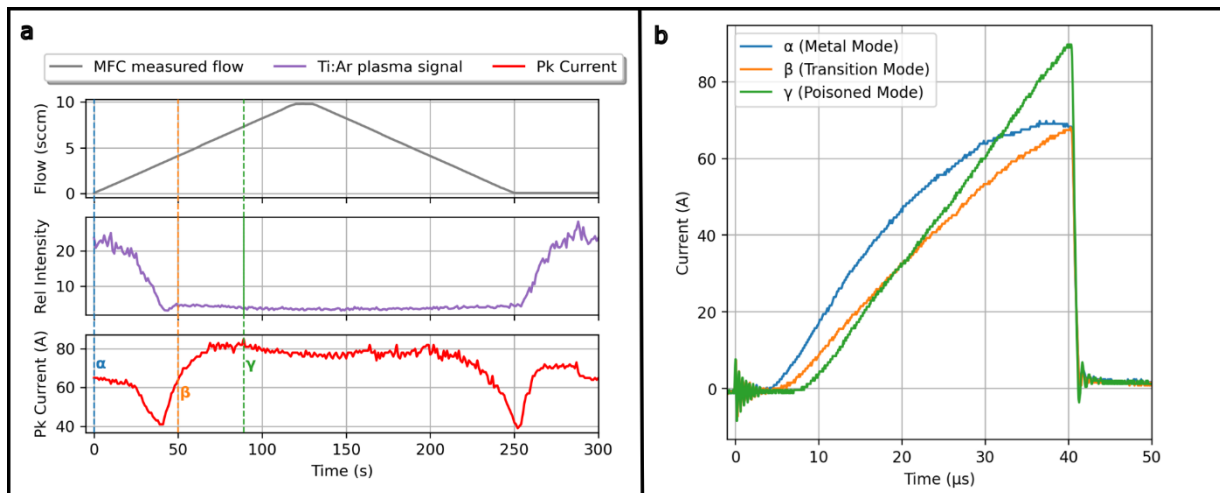 a
MFC measured flow
Ti:Ar plasma signal
Pk Current
10
5
0
Flow (sccm)
20
10
Rel Intensity
80
60
40
Pk Current (A)
α
β
γ
0 50 100 150 200 250 300
Time (s)
b
α (Metal Mode)
β (Transition Mode)
γ (Poisoned Mode)
80
60
40
20
0
Current (A)
0 10 20 30 40 50
Time (μs)